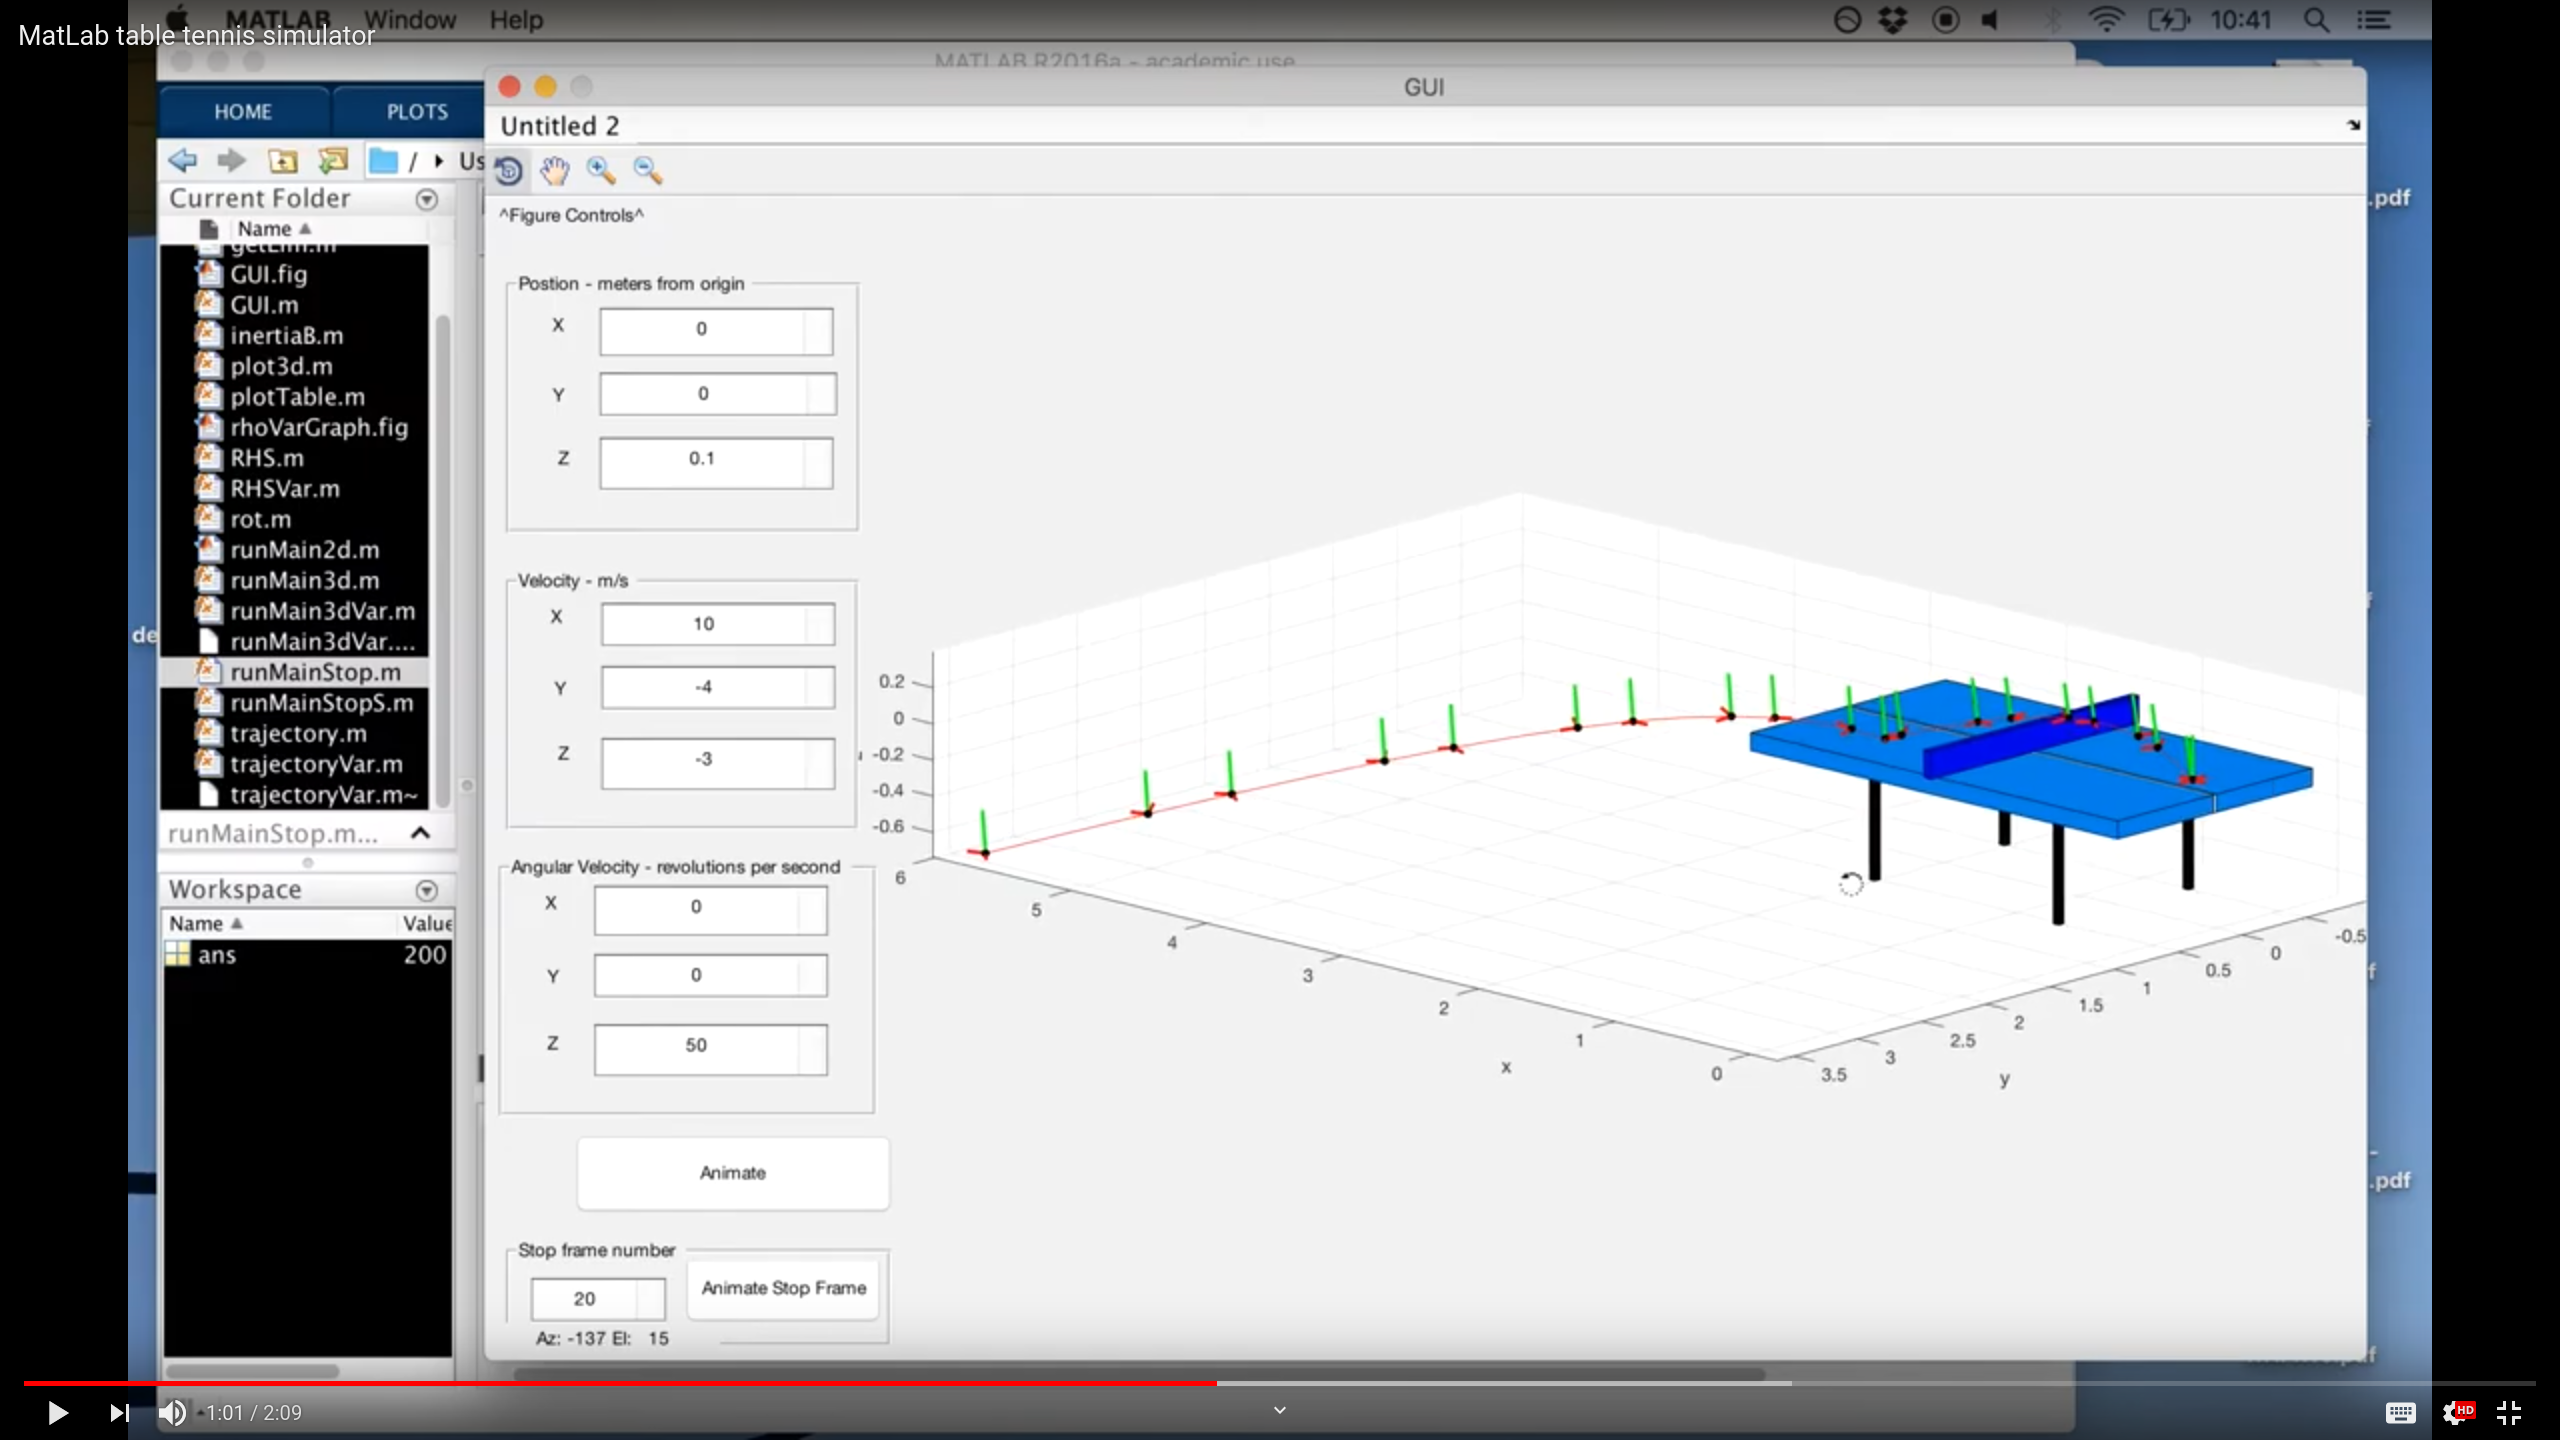 MATLAB Window Help 10:41
MatLab table tennis simulator
MATLAB R2016a - academic use
HOME PLOTS
GUI
Untitled 2
/ Us
Current Folder
.pdf
^Figure Controls^
Name
getLim.m
GUI.fig
GUI.m
inertiaB.m
plot3d.m
plotTable.m
rhoVarGraph.fig
RHS.m
RHSVar.m
rot.m
runMain2d.m
runMain3d.m
runMain3dVar.m
runMain3dVar....
runMainStop.m
runMainStopS.m
trajectory.m
trajectoryVar.m
trajectoryVar.m~
de
runMainStop.m...
Workspace
Name Value
ans 200
Postion - meters from origin
X 0
Y 0
Z 0.1
Velocity - m/s
X 10
Y -4
Z -3
Angular Velocity - revolutions per second
X 0
Y 0
Z 50
Animate
Stop frame number
20 Animate Stop Frame
Az: -137 El: 15
0.2
0
-0.2
-0.4
-0.6
6
5
4
3
2
1
0
x
3.5
3
2.5
2
1.5
1
0.5
0
-0.5
y
.pdf
1:01 / 2:09
HD